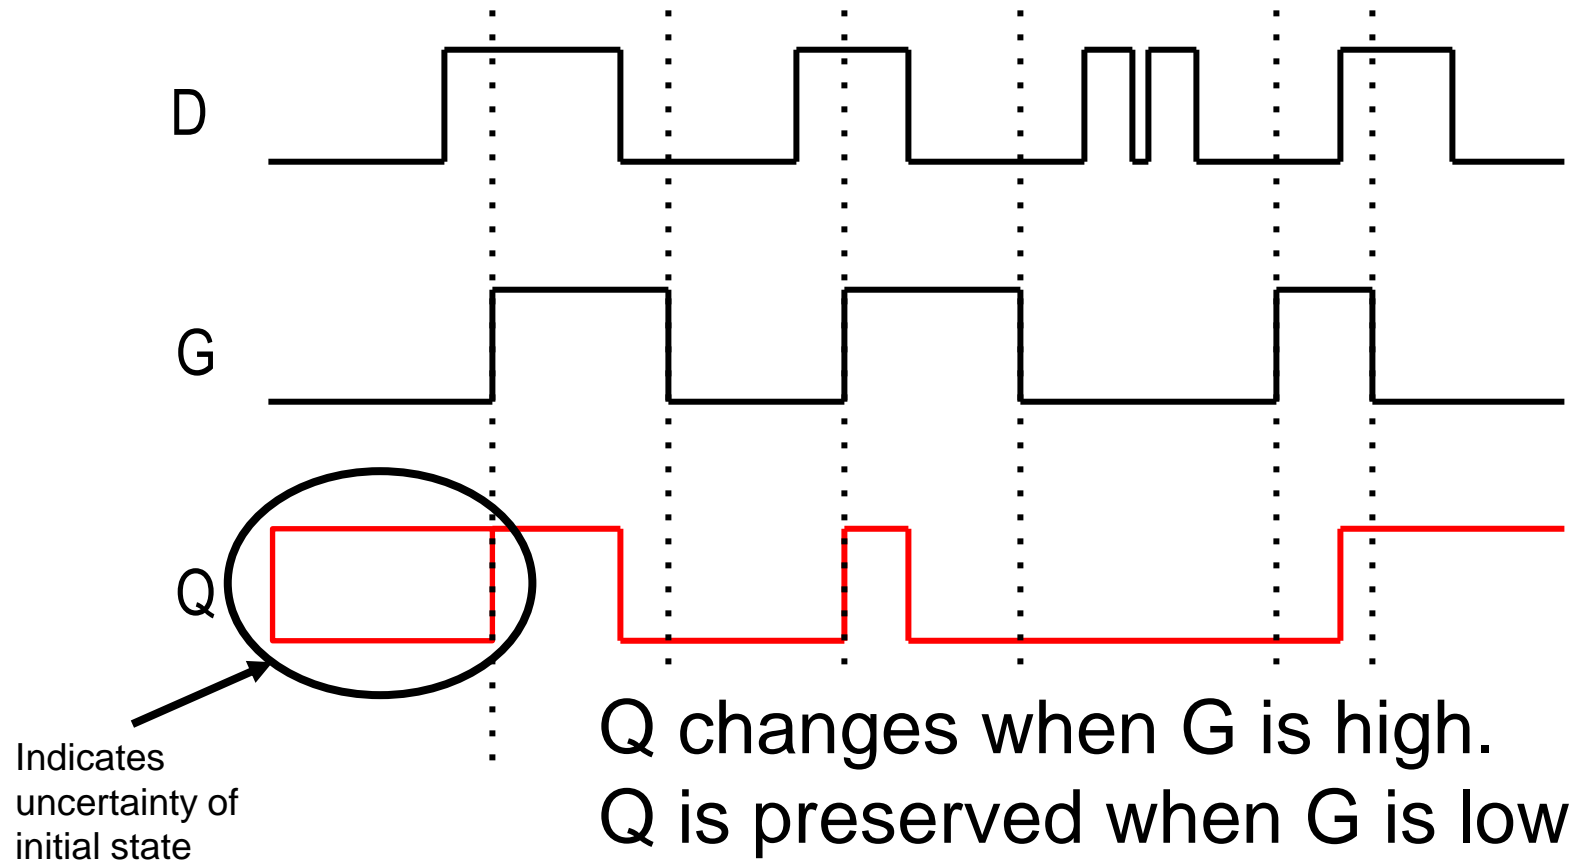 D
G
Q
Indicates
uncertainty of
initial state
Q changes when G is high.
Q is preserved when G is low